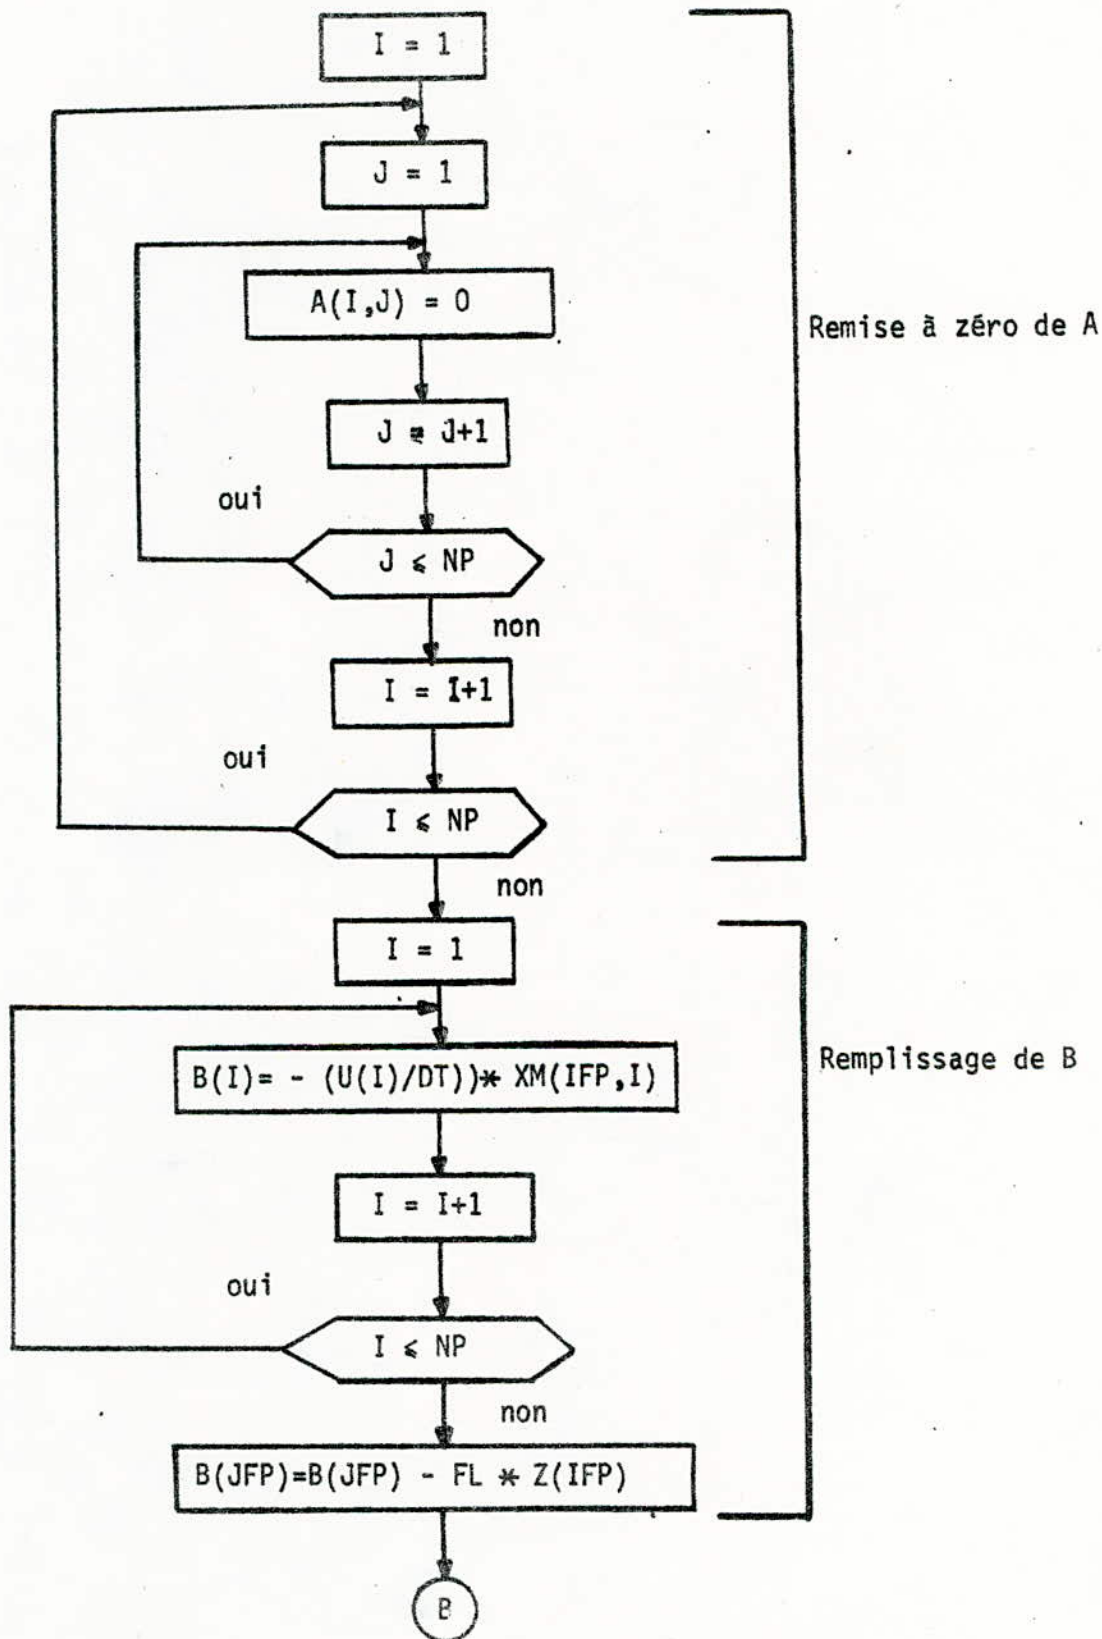 I = 1
J = 1
A(I,J) = 0
Remise à zéro de A
J = J+1
oui
J ⩽ NP
non
I = I+1
oui
I ⩽ NP
non
I = 1
B(I)= - (U(I)/DT))* XM(IFP,I)
Remplissage de B
I = I+1
oui
I ⩽ NP
non
B(JFP)=B(JFP) - FL * Z(IFP)
B